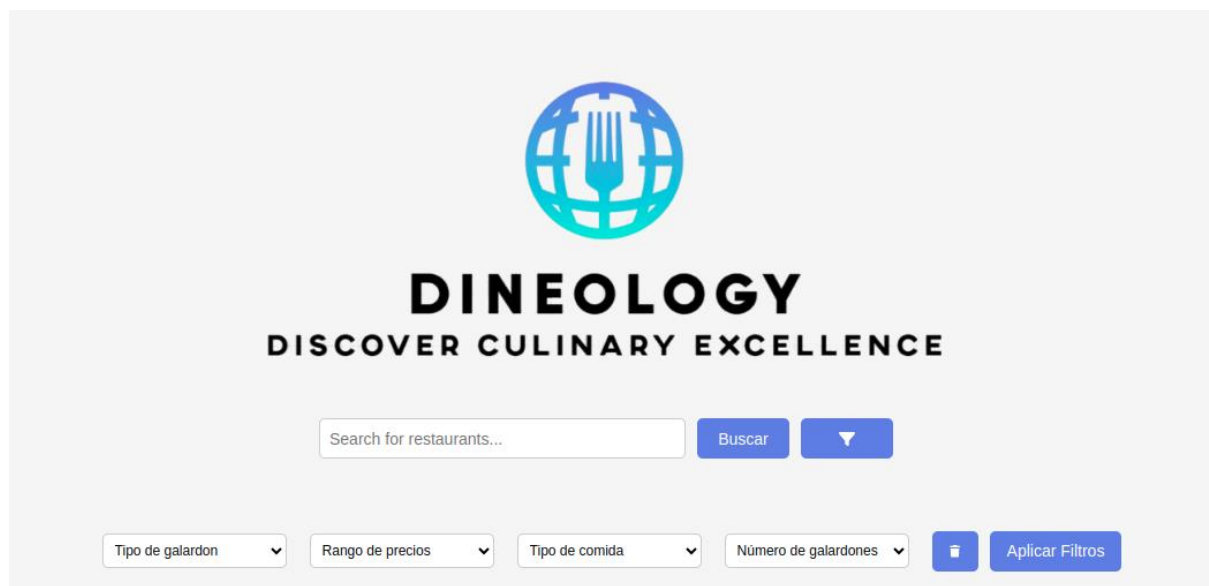 DINEOLOGY
DISCOVER CULINARY EXCELLENCE
Search for restaurants... Buscar
Tipo de galardon Rango de precios Tipo de comida Número de galardones Aplicar Filtros